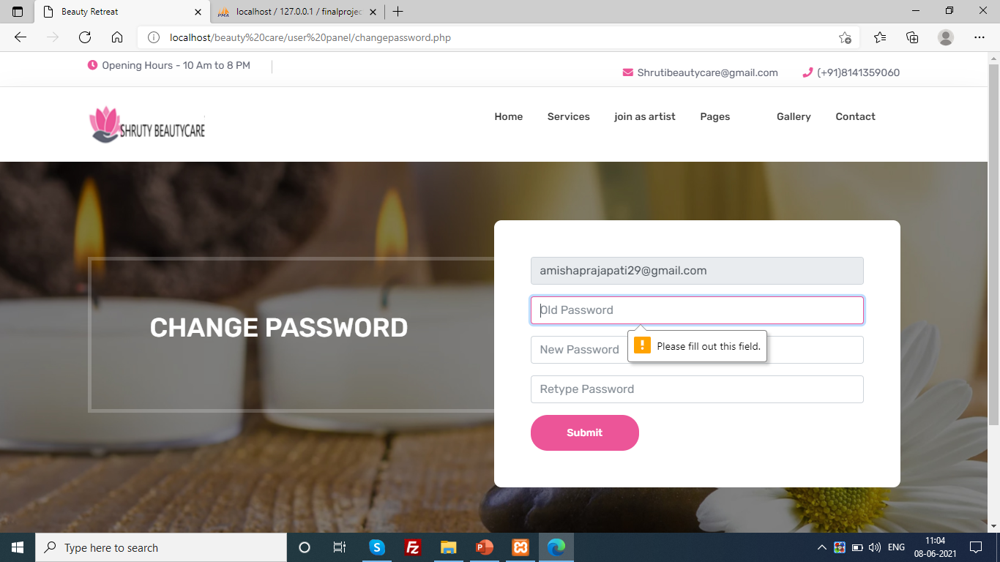 Beauty Retreat
localhost / 127.0.0.1 / finalprojec
localhost/beauty%20care/user%20panel/changepassword.php
Opening Hours - 10 Am to 8 PM
Shrutibeautycare@gmail.com
(+91)8141359060
SHRUTY BEAUTYCARE
Home
Services
join as artist
Pages
Gallery
Contact
CHANGE PASSWORD
amishaprajapati29@gmail.com
Old Password
Please fill out this field.
New Password
Retype Password
Submit
Type here to search
ENG
11:04
08-06-2021